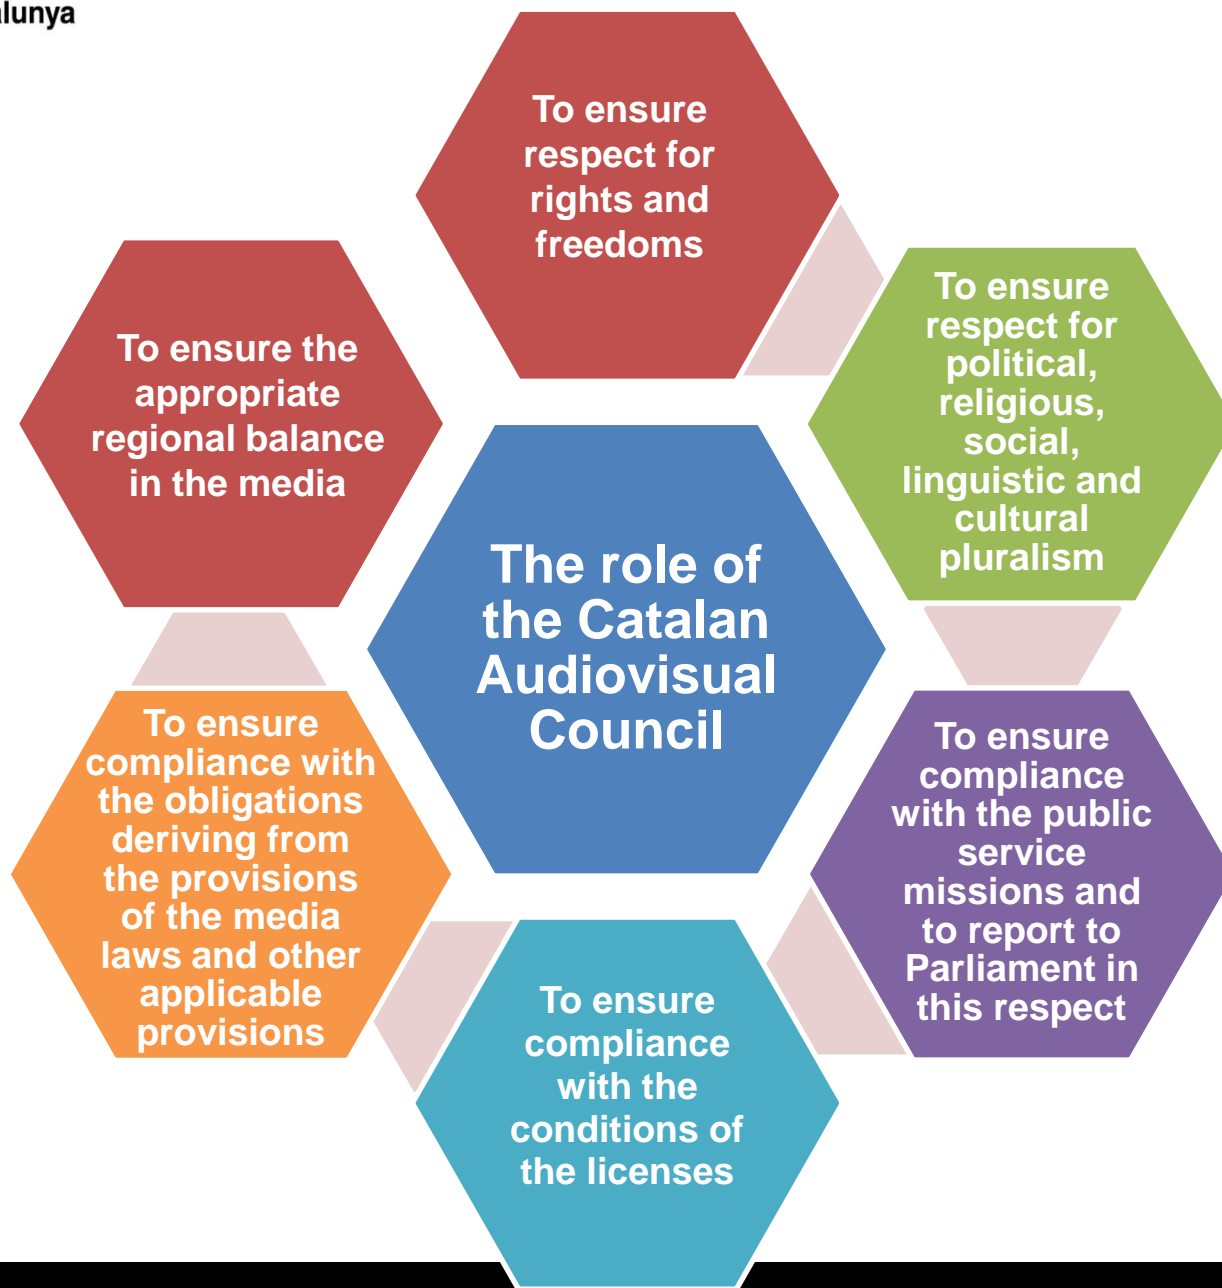 To ensure
respect for
rights and
freedoms
To ensure
respect for
political,
religious,
social,
linguistic and
cultural
pluralism
To ensure the
appropriate
regional balance
in the media
The role of
the Catalan
Audiovisual
Council
To ensure
compliance
with the public
service
missions and
to report to
Parliament in
this respect
To ensure
compliance with
the obligations
deriving from
the provisions
of the media
laws and other
applicable
provisions
To ensure
compliance
with the
conditions of
the licenses